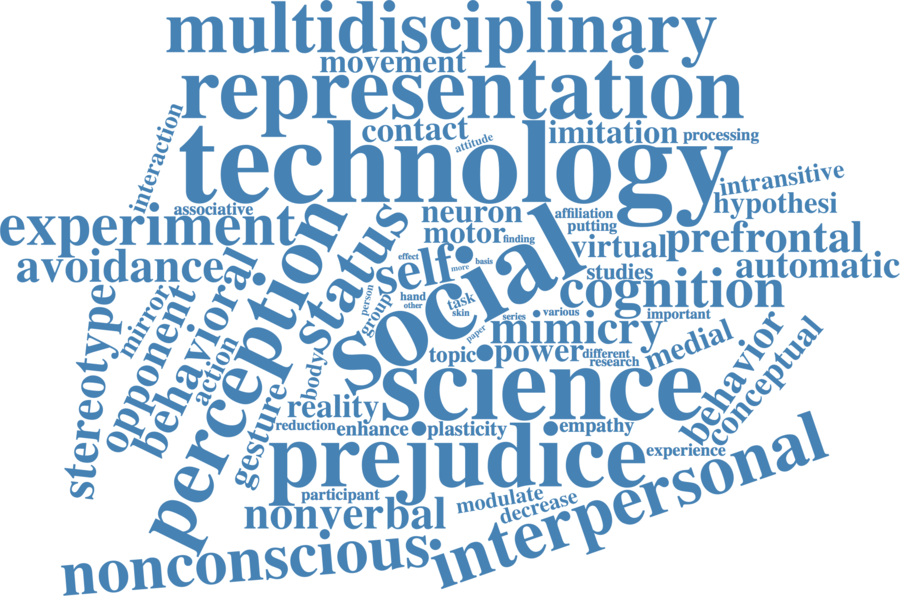 multidisciplinary
movement
representation
contact
attitude
imitation
processing
technology
interaction
associative
intransitive
hypothesi
experiment
neuron
affiliation
putting
motor
finding
virtual
prefrontal
avoidance
perception
status
self
effect
more
basis
social
studies
automatic
cognition
stereotype
mirror
opponent
behavioral
action
person
group
hand
other
task
skin
paper
series
various
important
mimicry
medial
behavior
conceptual
body
topic
power
different
research
science
gesture
reality
reduction
enhance
plasticity
empathy
experience
prejudice
participant
modulate
decrease
nonverbal
interpersonal
nonconscious